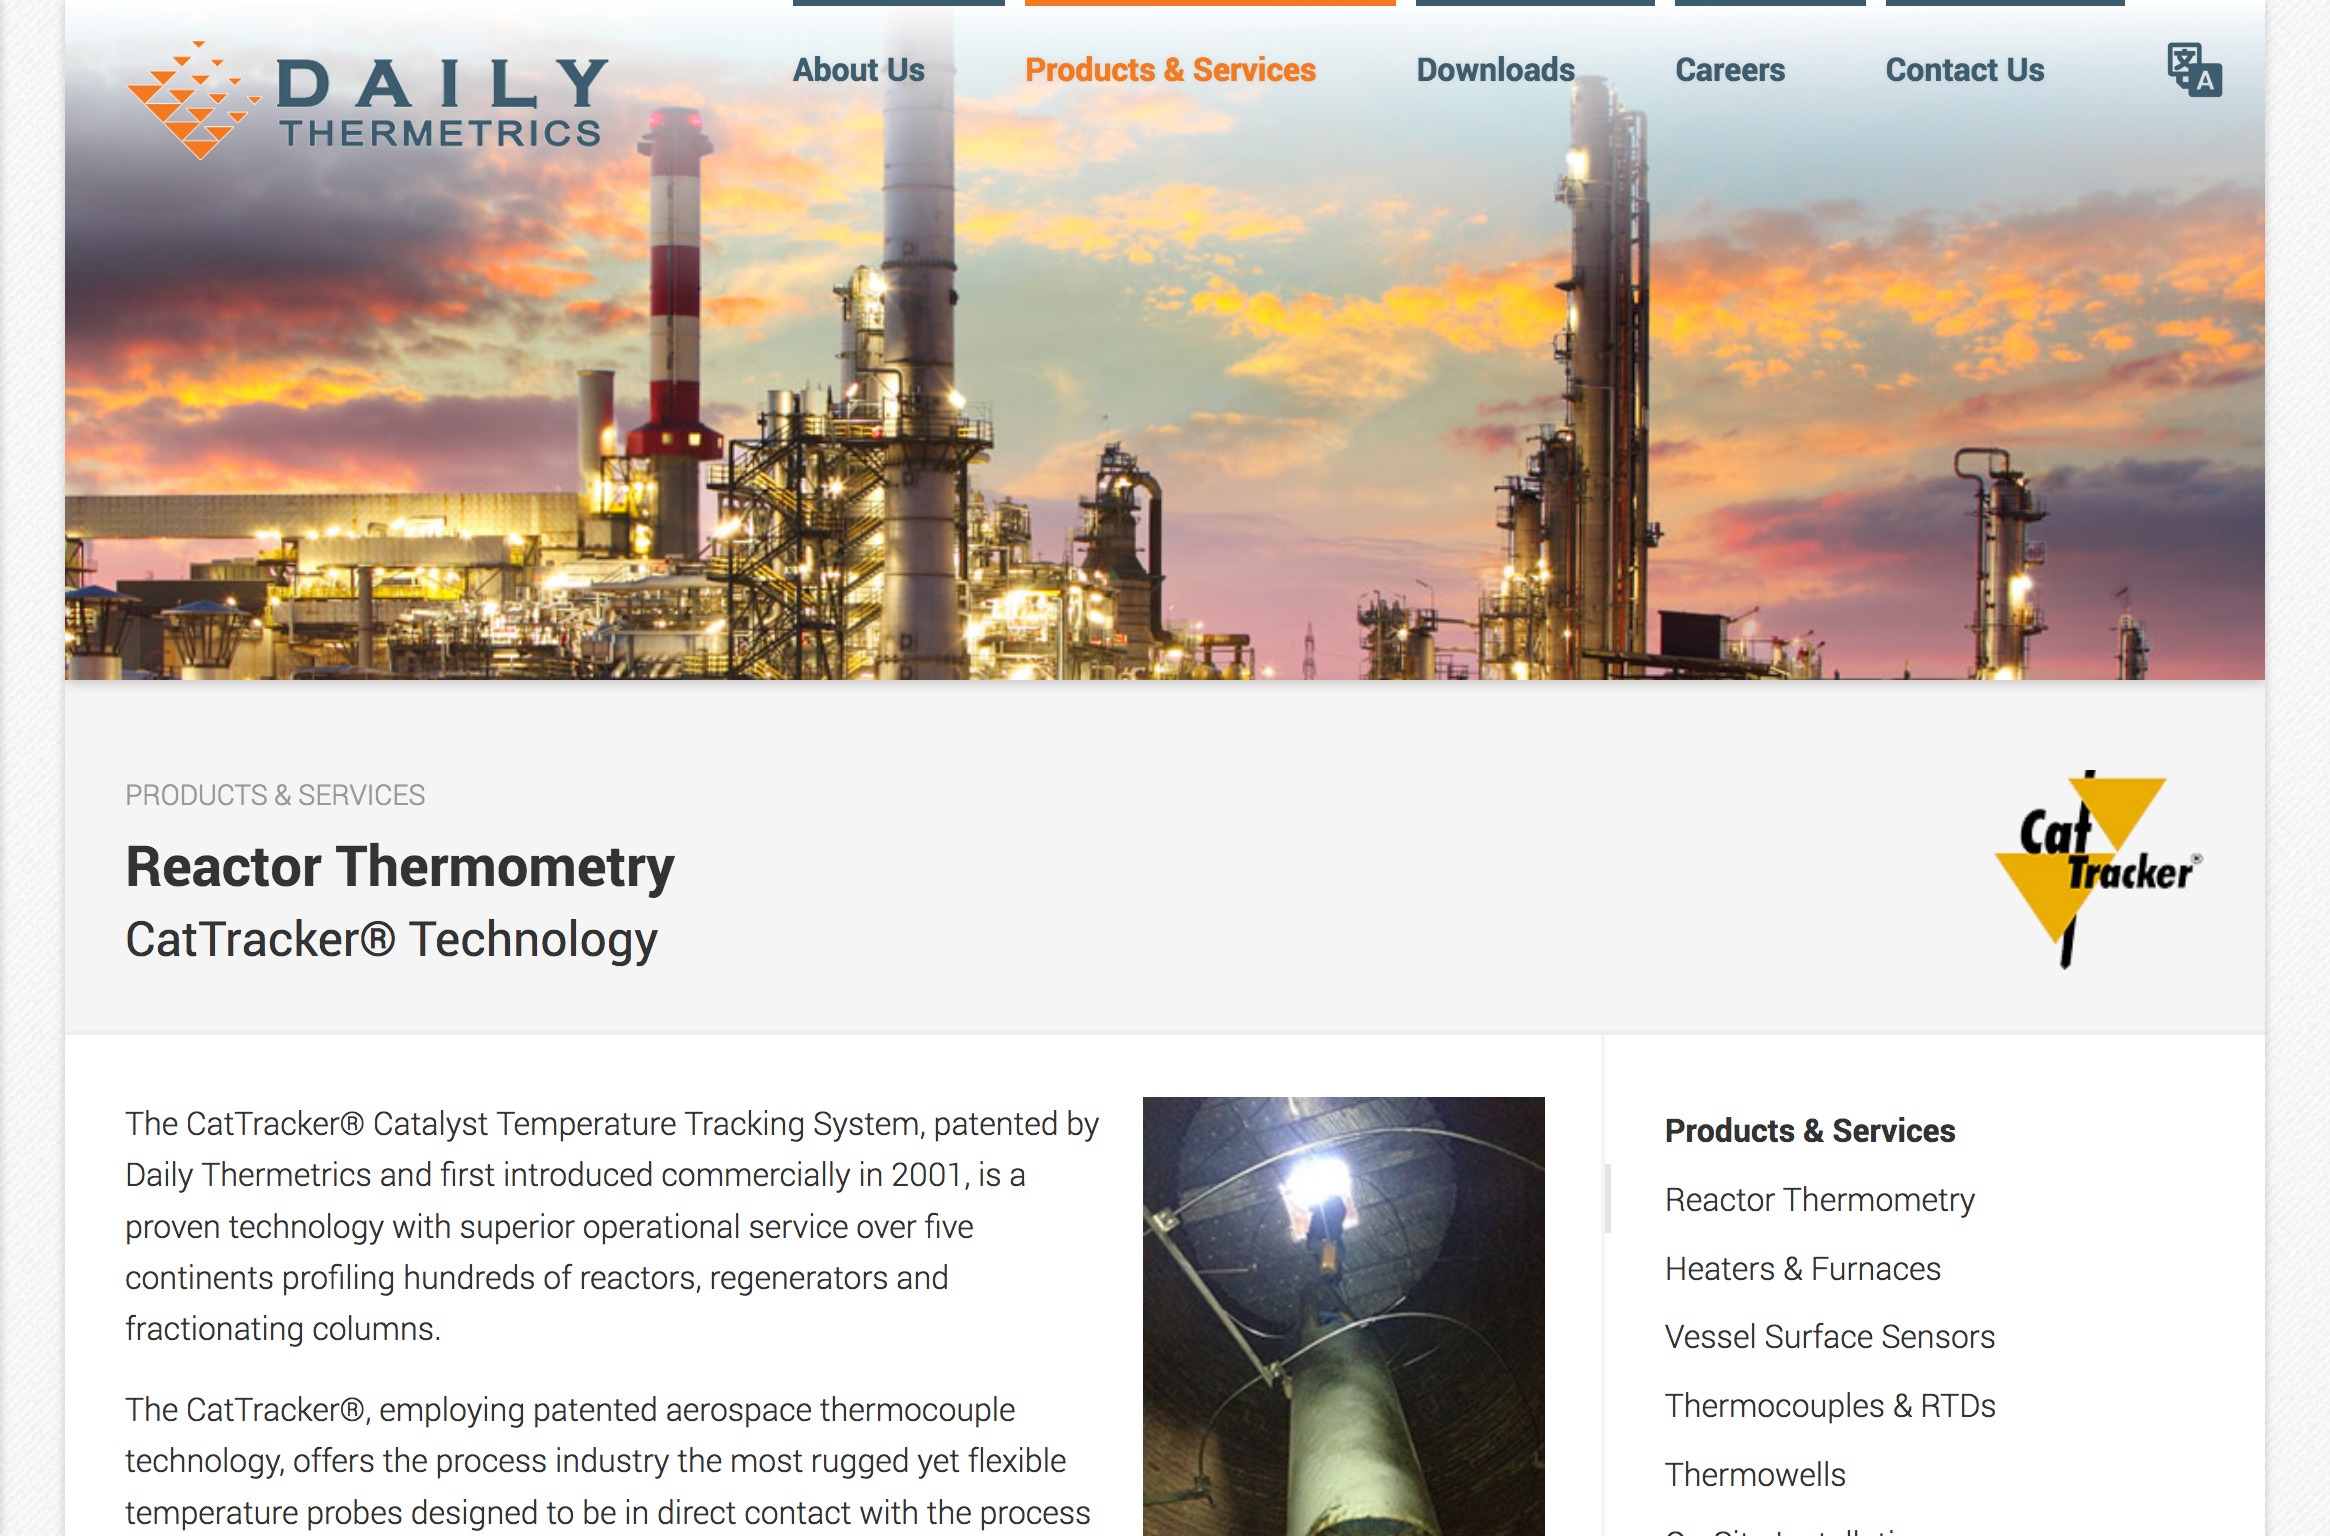 DAILY
THERMETRICS
About Us
Products & Services
Downloads
Careers
Contact Us
文
A
PRODUCTS & SERVICES
Reactor Thermometry
CatTracker® Technology
Cat
Tracker®
The CatTracker® Catalyst Temperature Tracking System, patented by
Daily Thermetrics and first introduced commercially in 2001, is a
proven technology with superior operational service over five
continents profiling hundreds of reactors, regenerators and
fractionating columns.
The CatTracker®, employing patented aerospace thermocouple
technology, offers the process industry the most rugged yet flexible
temperature probes designed to be in direct contact with the process
Products & Services
Reactor Thermometry
Heaters & Furnaces
Vessel Surface Sensors
Thermocouples & RTDs
Thermowells